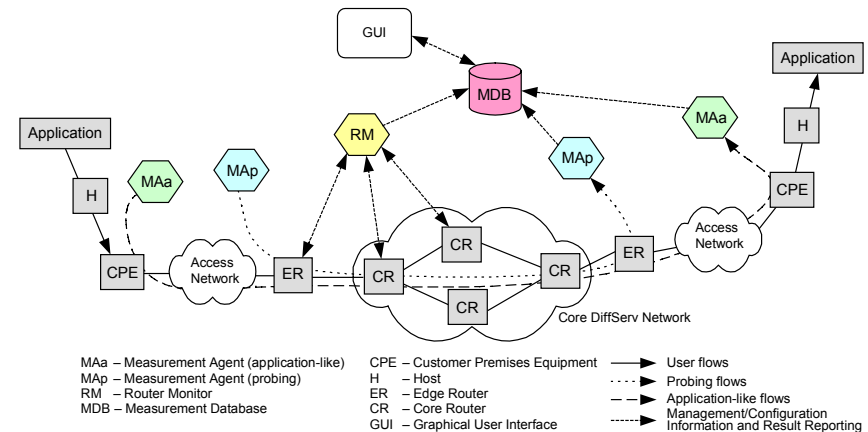 GUI
Application
MDB
MAa
H
RM
Application
MAp
MAa
MAp
H
CPE
CR
Access
Network
ER
CPE
Access
Network
ER
CR
CR
CR
Core DiffServ Network
MAa – Measurement Agent (application-like)
MAp – Measurement Agent (probing)
RM – Router Monitor
MDB – Measurement Database
CPE – Customer Premises Equipment
H – Host
ER – Edge Router
CR – Core Router
GUI – Graphical User Interface
User flows
Probing flows
Application-like flows
Management/Configuration
Information and Result Reporting